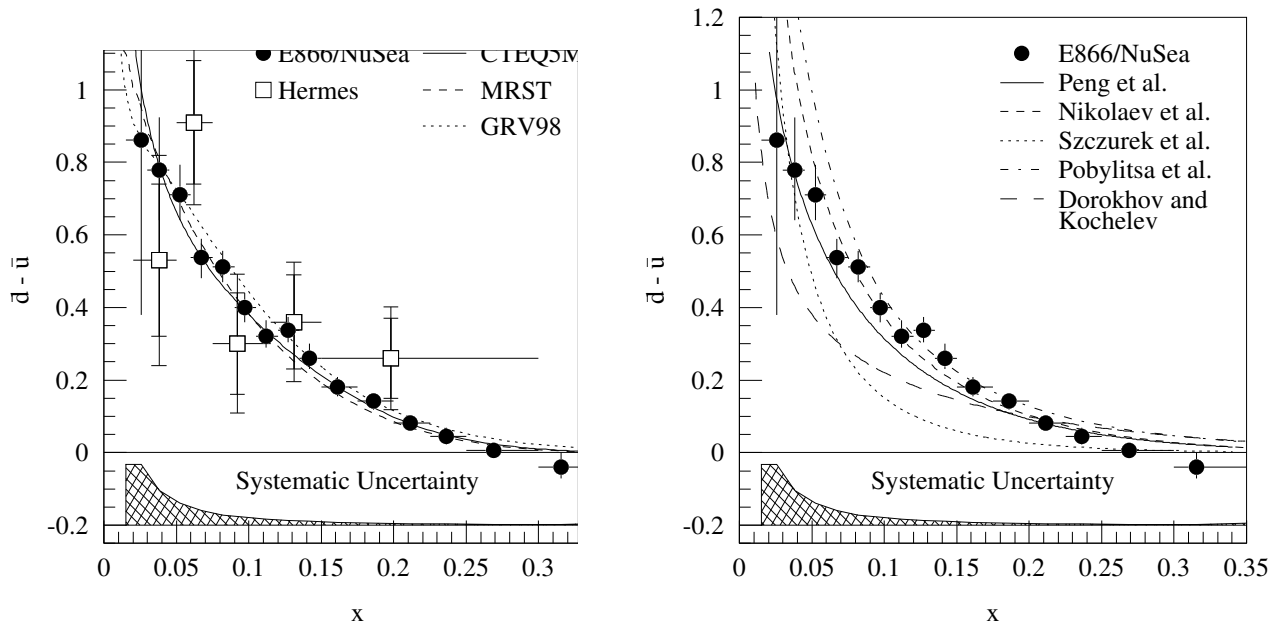 E866/NuSea
CTEQ5M
Hermes
MRST
GRV98
1
0.8
0.6
0.4
0.2
0
-0.2
d̄ - ū
Systematic Uncertainty
0 0.05 0.1 0.15 0.2 0.25 0.3
x
1.2
1
0.8
0.6
0.4
0.2
0
-0.2
d̄ - ū
E866/NuSea
Peng et al.
Nikolaev et al.
Szczurek et al.
Pobylitsa et al.
Dorokhov and
Kochelev
Systematic Uncertainty
0 0.05 0.1 0.15 0.2 0.25 0.3 0.35
x